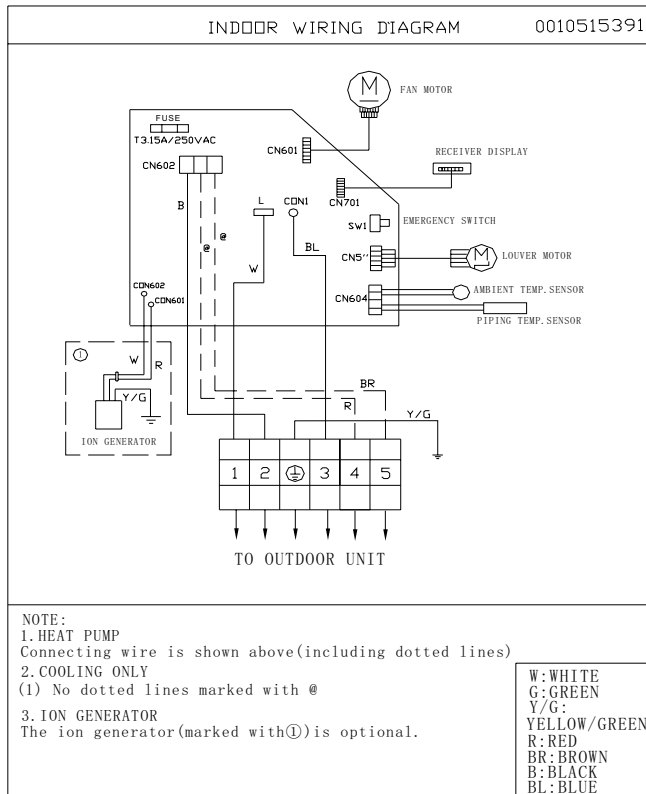 INDOOR WIRING DIAGRAM 0010515391
M
FAN MOTOR
FUSE
T3.15A/250VAC
CN601
CN602
RECEIVER DISPLAY
CN701
B
L
CON1
SW1
EMERGENCY SWITCH
@
@
BL
CN5"
M
LOUVER MOTOR
W
CON602
CON601
CN604
AMBIENT TEMP.SENSOR
PIPING TEMP.SENSOR
①
W
R
Y/G
ION GENERATOR
BR
R
Y/G
1 2 3 4 5
TO OUTDOOR UNIT
NOTE:
1.HEAT PUMP
Connecting wire is shown above(including dotted lines)
2.COOLING ONLY
(1) No dotted lines marked with @
3.ION GENERATOR
The ion generator(marked with①)is optional.
W:WHITE
G:GREEN
Y/G:
YELLOW/GREEN
R:RED
BR:BROWN
B:BLACK
BL:BLUE